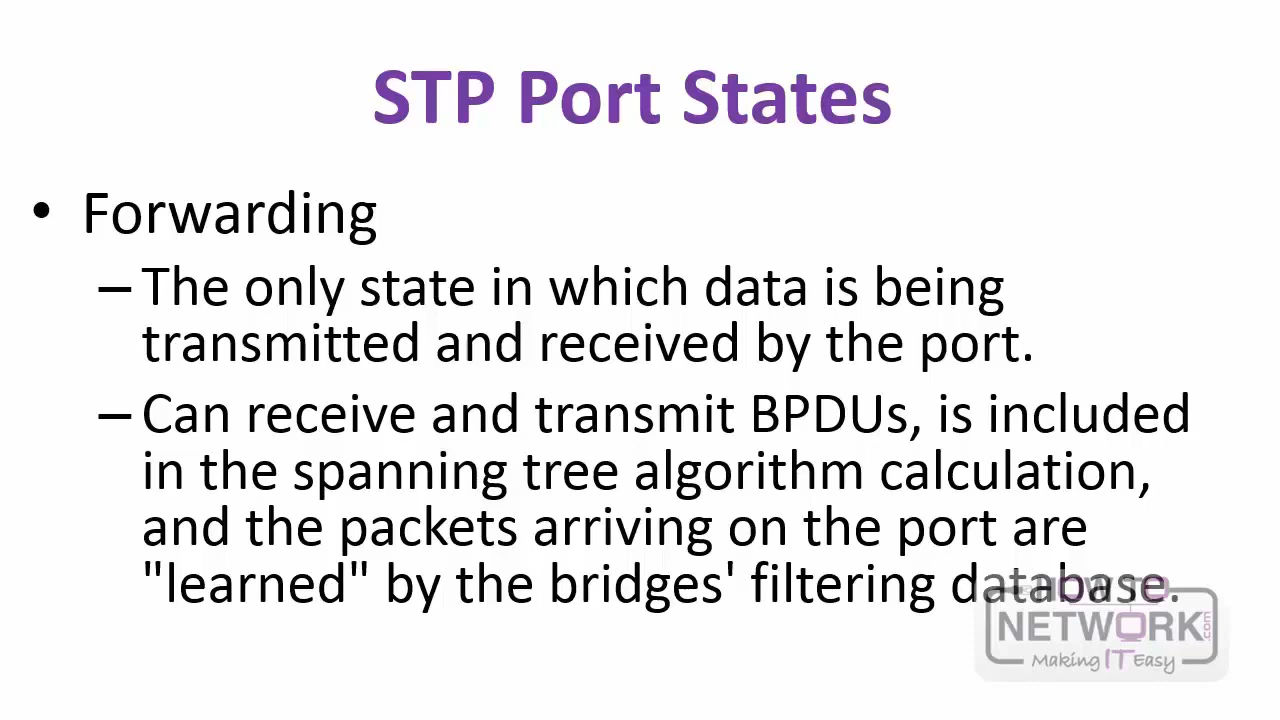 STP Port States
• Forwarding
– The only state in which data is being
transmitted and received by the port.
– Can receive and transmit BPDUs, is included
in the spanning tree algorithm calculation,
and the packets arriving on the port are
"learned" by the bridges' filtering database.
HOWTO
NETWORK.com
Making IT Easy